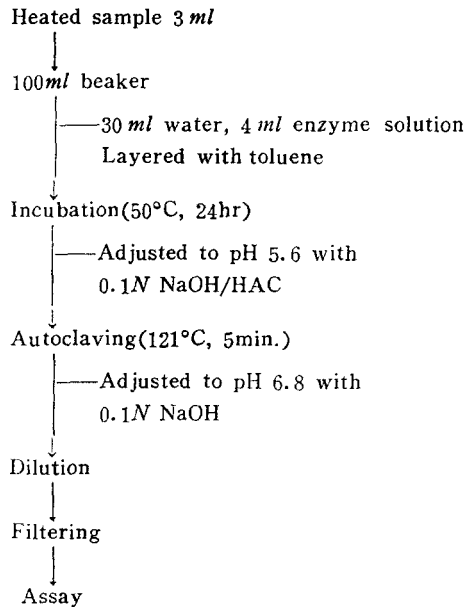 Heated sample 3 ml
100ml beaker
30 ml water, 4 ml enzyme solution
Layered with toluene
Incubation(50°C, 24hr)
Adjusted to pH 5.6 with
0.1N NaOH/HAC
Autoclaving(121°C, 5min.)
Adjusted to pH 6.8 with
0.1N NaOH
Dilution
Filtering
Assay